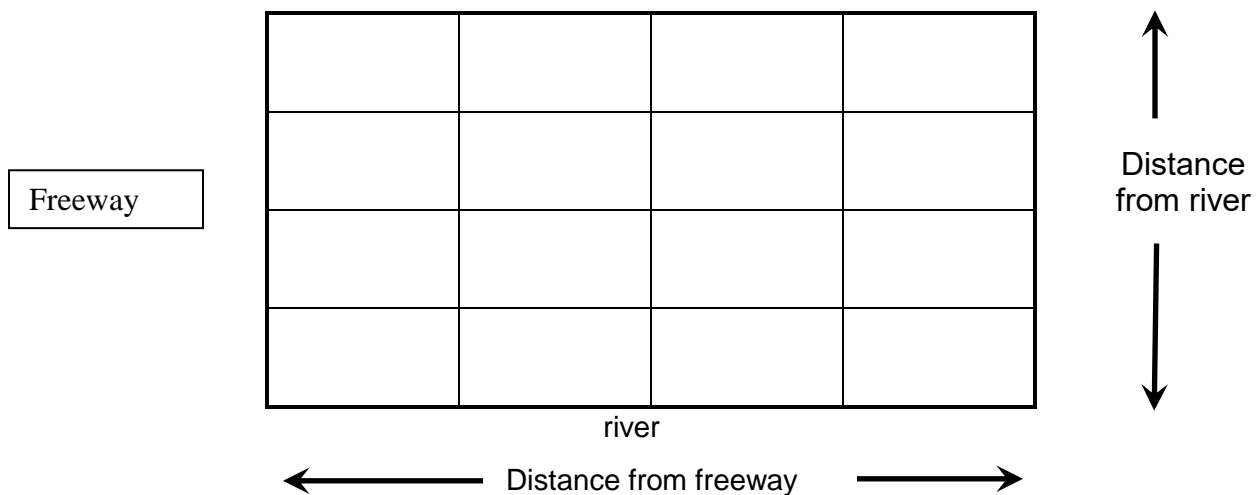 Freeway
Distance
from river
river
Distance from freeway